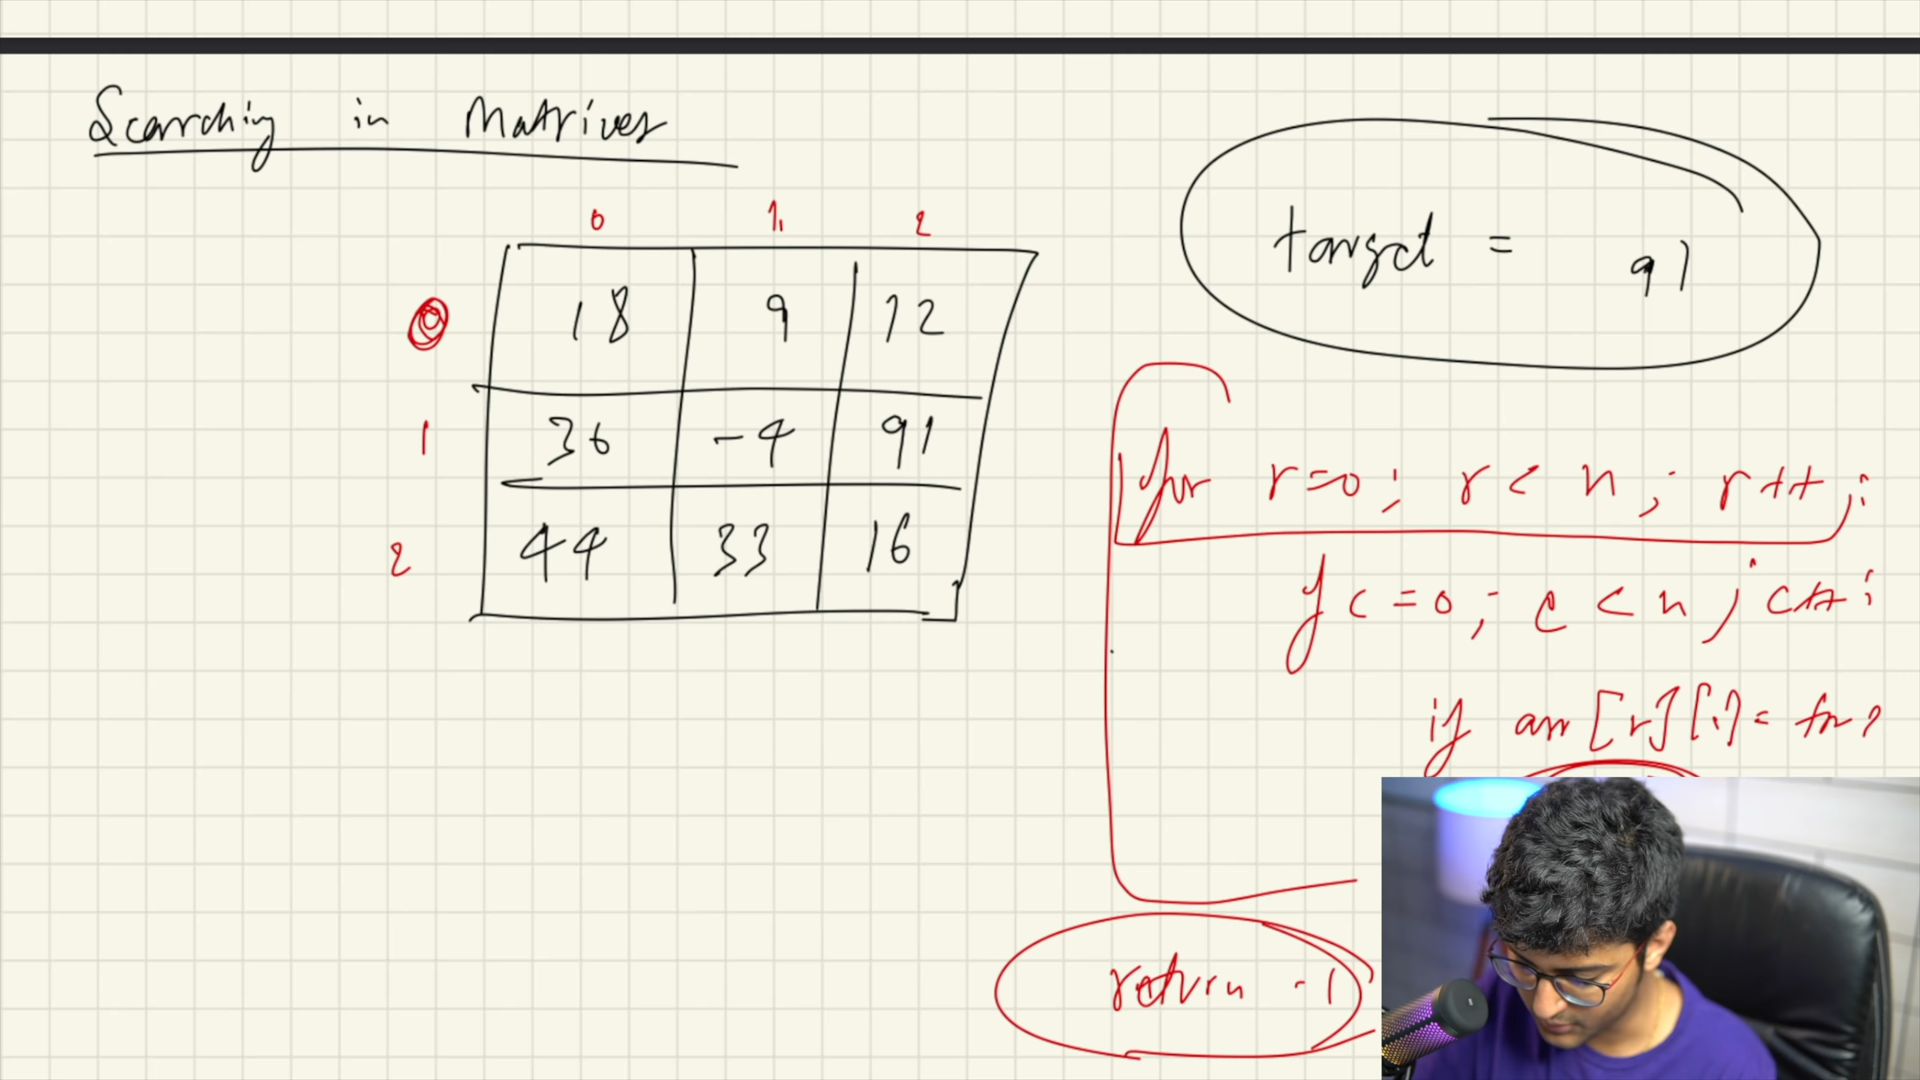 Searching in Matrices
target = 91
0 1 2
0 18 9 12
1 36 -4 91
2 44 33 16
for r=0; r < n; r++;
f c=0; c < n; c++;
if arr[r][c] =
return -1